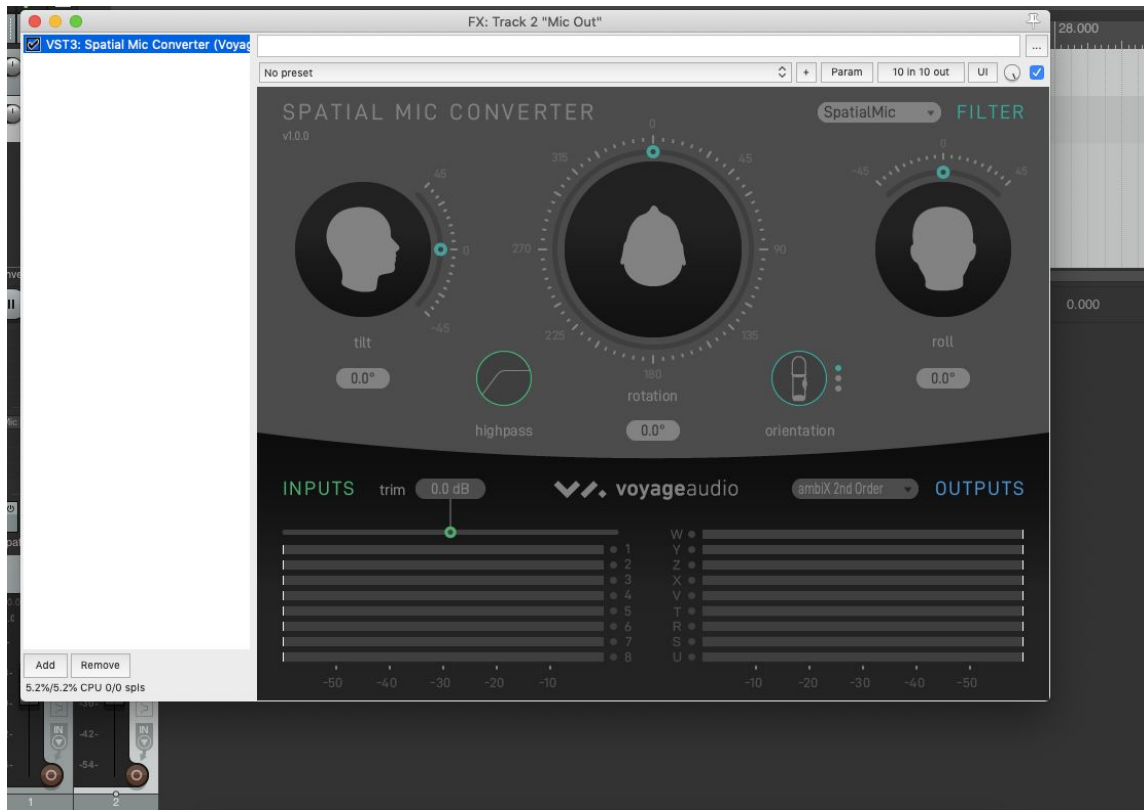 FX: Track 2 "Mic Out"
28.000
VST3: Spatial Mic Converter (Voyag
...
No preset
+
Param
10 in 10 out
UI
SPATIAL MIC CONVERTER
SpatialMic
FILTER
v1.0.0
0
315
45
270
90
225
135
180
45
0
-45
0
-45
45
0.000
tilt
roll
0.0°
0.0°
rotation
highpass
0.0°
orientation
INPUTS
trim
0.0 dB
voyageaudio
ambiX 2nd Order
OUTPUTS
W
1 Y
2 Z
3 X
4 V
5 T
6 R
7 S
8 U
-50 -40 -30 -20 -10
-10 -20 -30 -40 -50
Add
Remove
5.2%/5.2% CPU 0/0 spls
-30-
IN
-42-
IN
-54-
1
2